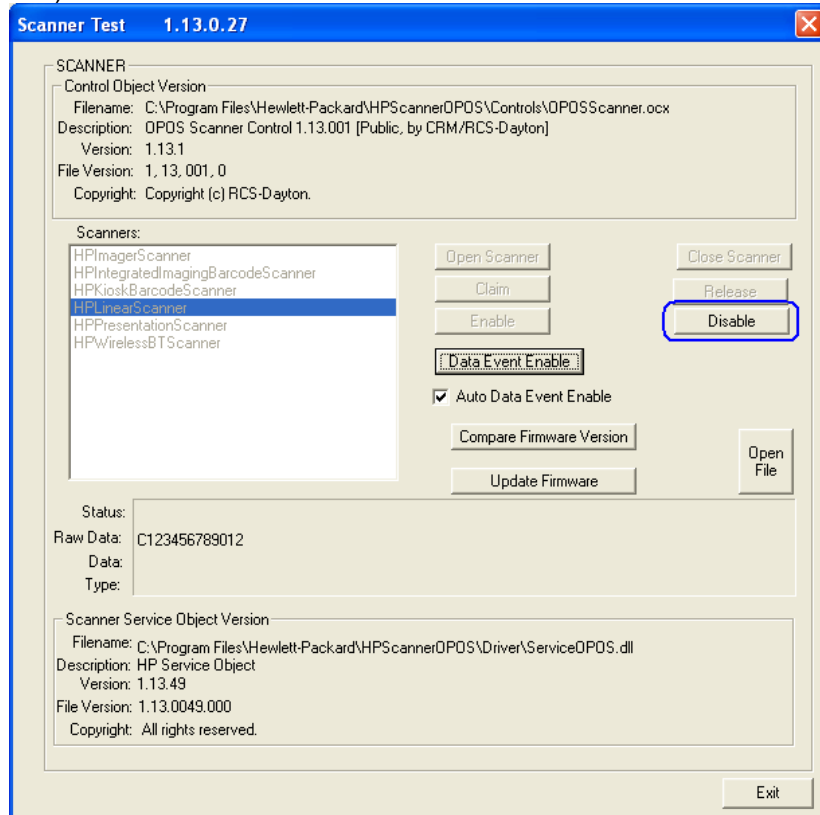 Scanner Test 1.13.0.27
SCANNER
Control Object Version
Filename: C:\Program Files\Hewlett-Packard\HPScannerOPOS\Controls\OPOSScanner.ocx
Description: OPOS Scanner Control 1.13.001 [Public, by CRM/RCS-Dayton]
Version: 1.13.1
File Version: 1, 13, 001, 0
Copyright: Copyright (c) RCS-Dayton.
Scanners:
HPImagerScanner
HPIntegratedImagingBarcodeScanner
HPKioskBarcodeScanner
HPLinearScanner
HPPresentationScanner
HPWirelessBTScanner
Open Scanner Close Scanner
Claim Release
Enable Disable
Data Event Enable
Auto Data Event Enable
Compare Firmware Version
Update Firmware
Open
File
Status:
Raw Data: C123456789012
Data:
Type:
Scanner Service Object Version
Filename: C:\Program Files\Hewlett-Packard\HPScannerOPOS\Driver\ServiceOPOS.dll
Description: HP Service Object
Version: 1.13.49
File Version: 1.13.0049.000
Copyright: All rights reserved.
Exit